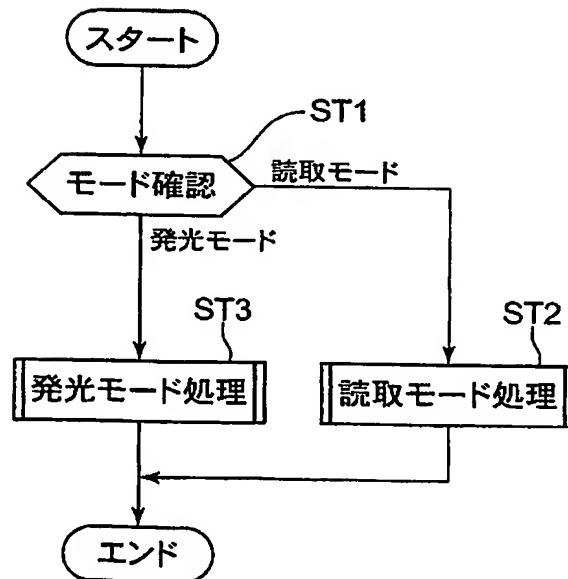 スタート
ST1
モード確認
読取モード
発光モード
ST3
ST2
発光モード処理
読取モード処理
エンド